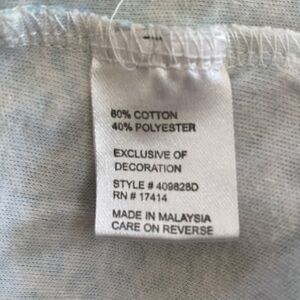 60% COTTON
40% POLYESTER
EXCLUSIVE OF
DECORATION
STYLE # 409828D
RN # 17414
MADE IN MALAYSIA
CARE ON REVERSE